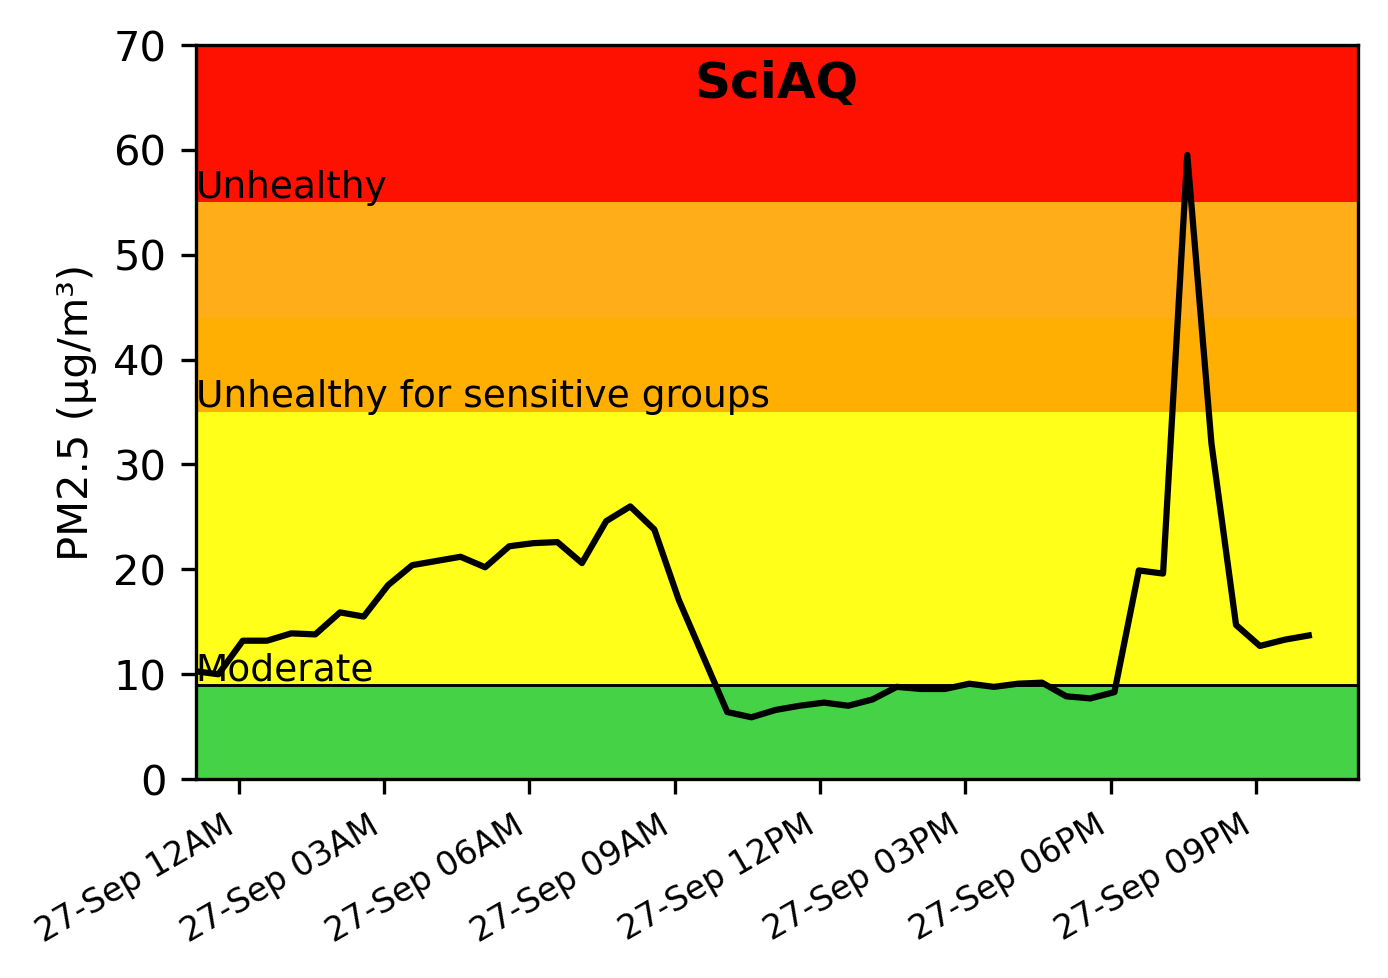 SciAQ
PM2.5 (μg/m³)
70
60
50
40
30
20
10
0
Unhealthy
Unhealthy for sensitive groups
Moderate
27-Sep 12AM
27-Sep 03AM
27-Sep 06AM
27-Sep 09AM
27-Sep 12PM
27-Sep 03PM
27-Sep 06PM
27-Sep 09PM